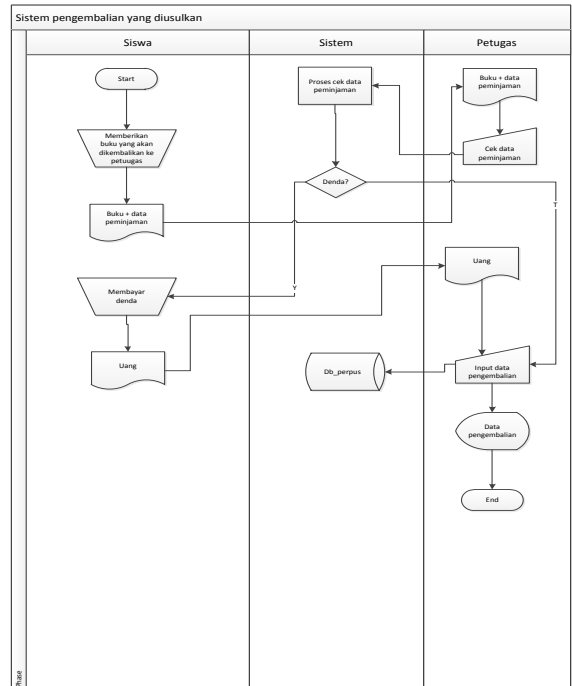 Sistem pengembalian yang diusulkan
Siswa
Sistem
Petugas
Start
Memberikan
buku yang akan
dikembalikan ke
petuugas
Buku + data
peminjaman
Membayar
denda
Uang
Proses cek data
peminjaman
Denda?
Y
T
Db_perpus
Buku + data
peminjaman
Cek data
peminjaman
Uang
Input data
pengembalian
Data
pengembalian
End
Phase